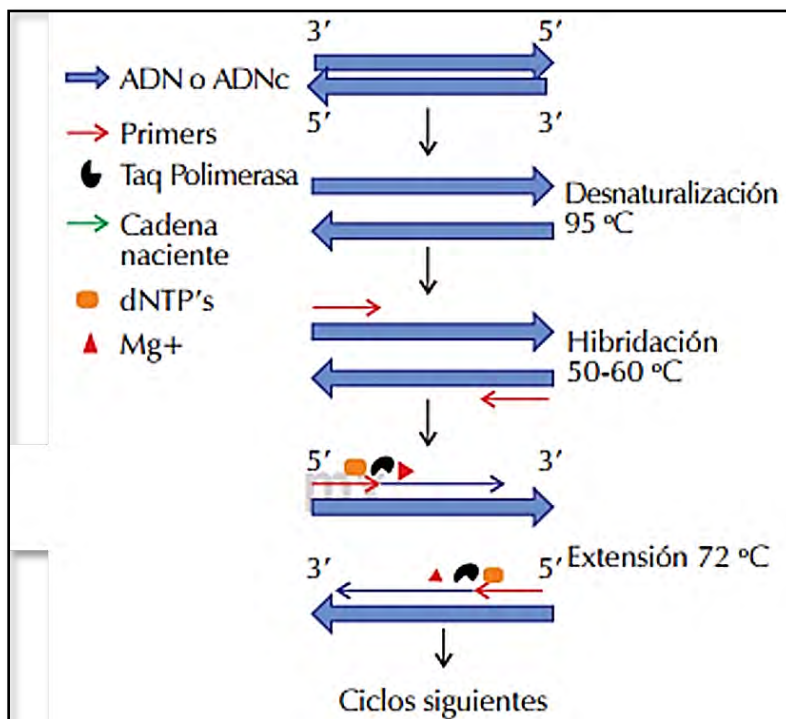 3′ 5′
ADN o ADNc
5′ 3′
Primers
Taq Polimerasa
Cadena
naciente
dNTP's
Mg+
Desnaturalización
95 ºC
Hibridación
50-60 ºC
5′ 3′
Extensión 72 ºC
3′ 5′
Ciclos siguientes